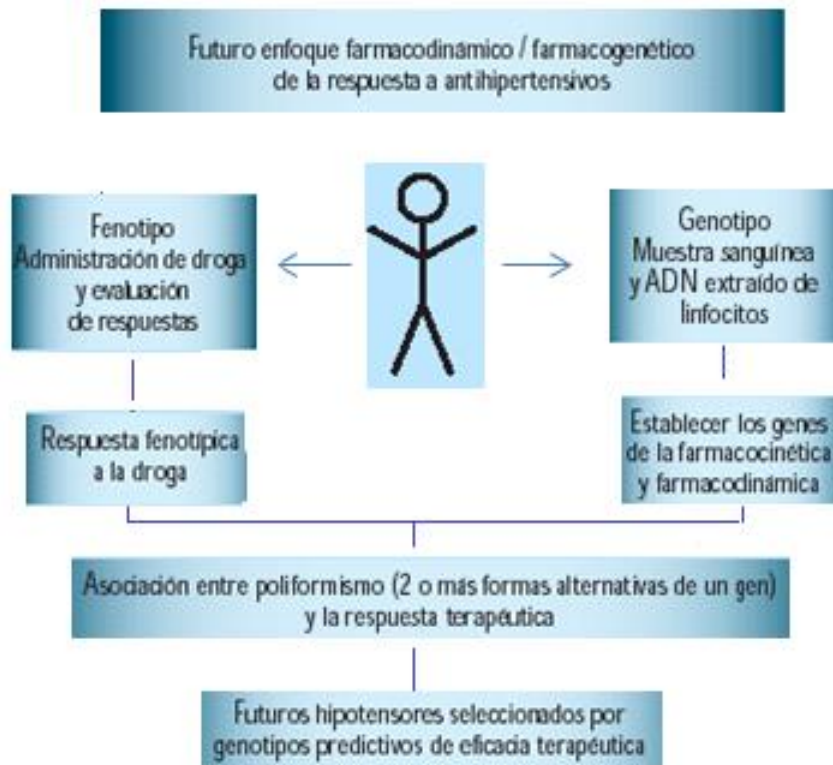 Futuro enfoque farmacodinámico / farmacogenético
de la respuesta a antihipertensivos
Fenotipo
Administración de droga
y evaluación
de respuestas
Genotipo
Muestra sanguínea
y ADN extraído de
linfocitos
Respuesta fenotípica
a la droga
Establecer los genes
de la farmacocinética
y farmacodinámica
Asociación entre poliformismo (2 o más formas alternativas de un gen)
y la respuesta terapéutica
Futuros hipotensores seleccionados por
genotipos predictivos de eficacia terapéutica